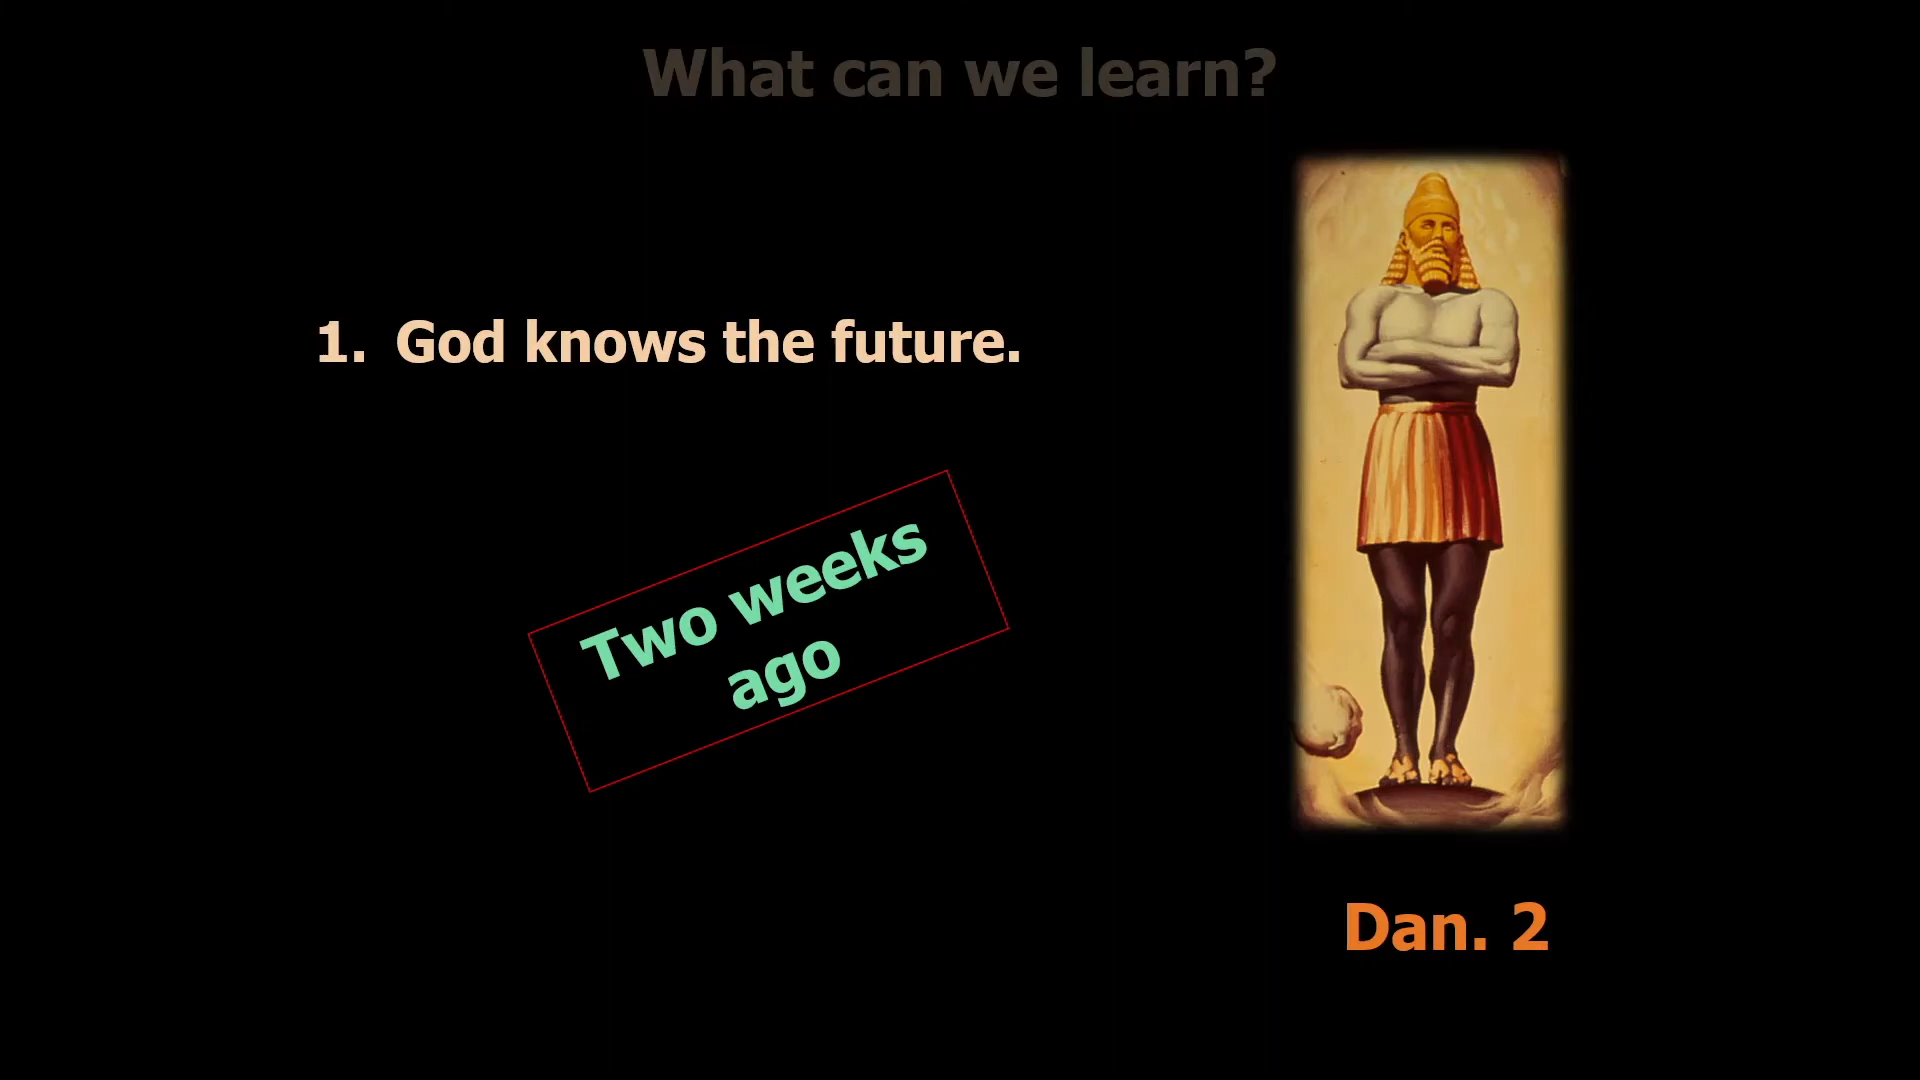 What can we learn?
1. God knows the future.
Two weeks
ago
Dan. 2